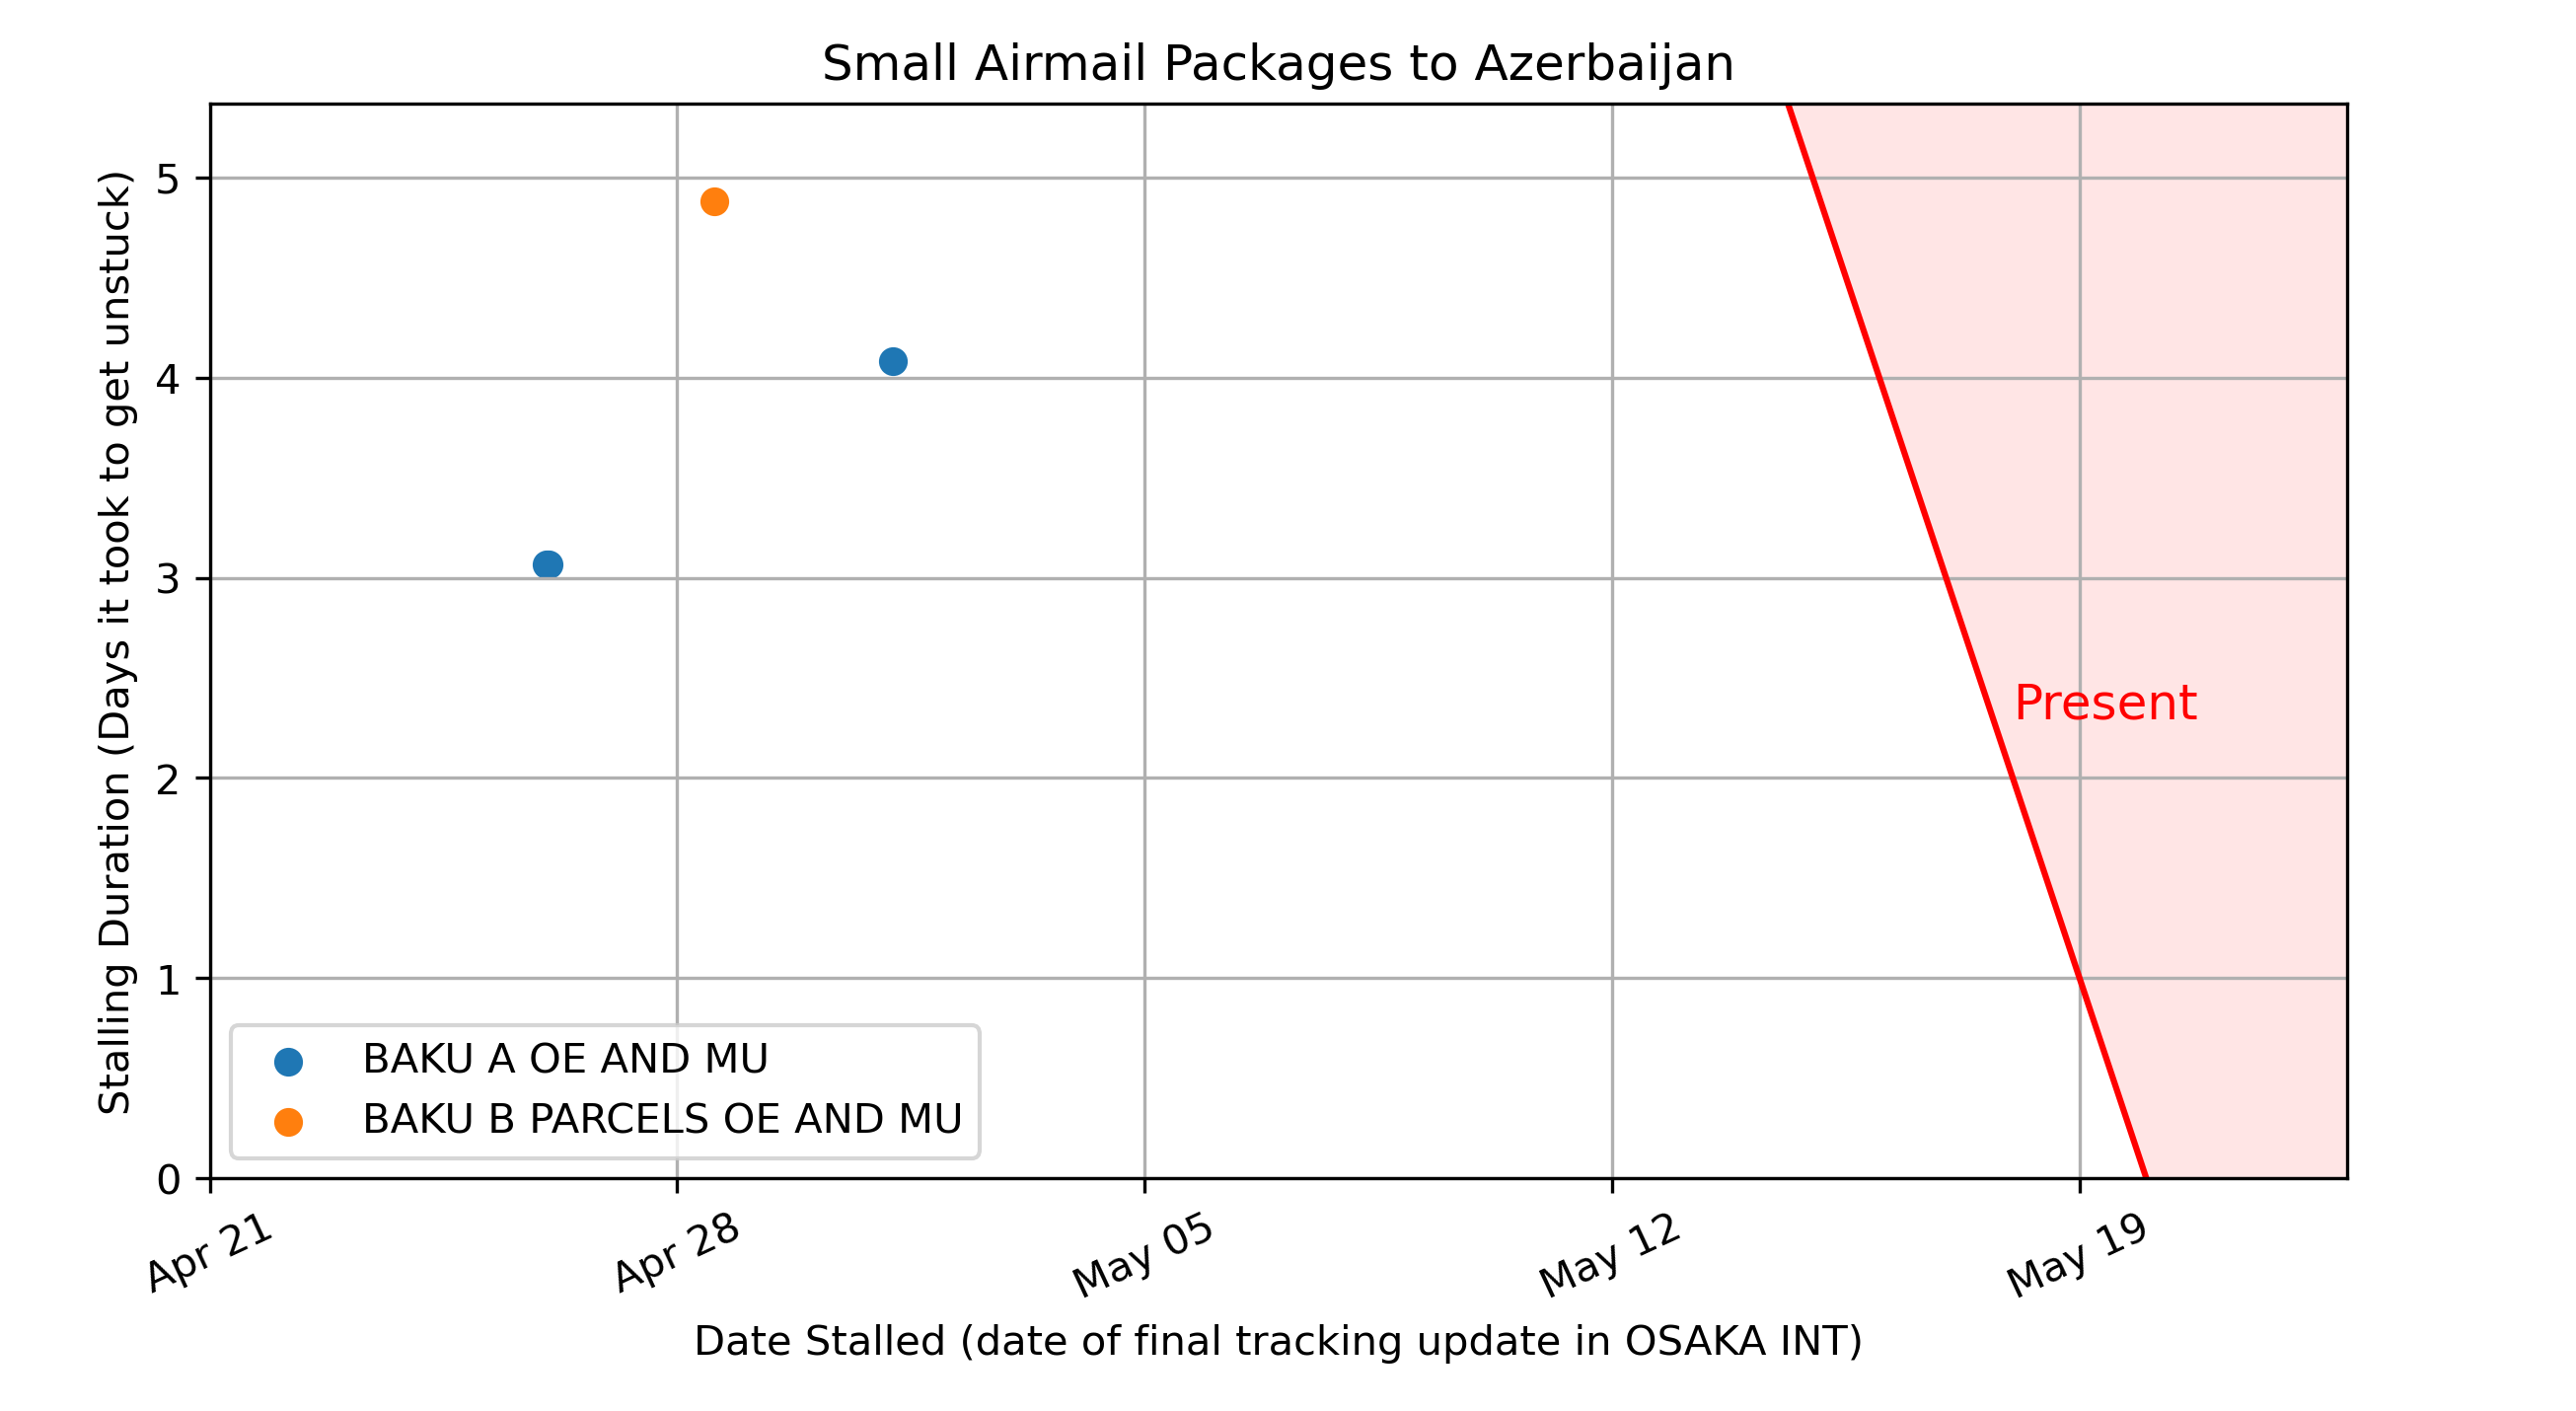 Small Airmail Packages to Azerbaijan
Stalling Duration (Days it took to get unstuck)
5
4
3
2
1
0
Present
BAKU A OE AND MU
BAKU B PARCELS OE AND MU
Apr 21
Apr 28
May 05
May 12
May 19
Date Stalled (date of final tracking update in OSAKA INT)